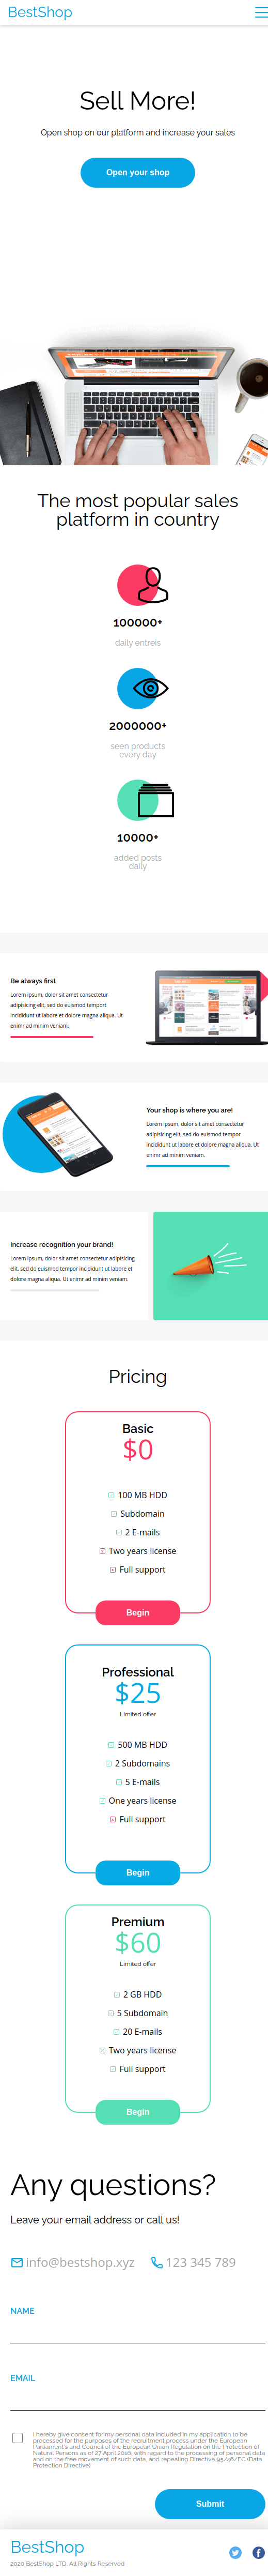 BestShop
Sell More!
Open shop on our platform and increase your sales
Open your shop
The most popular sales
platform in country
100000+
daily entreis
2000000+
seen products
every day
10000+
added posts
daily
Be always first
Lorem ipsum, dolor sit amet consectetur
adipisicing elit, sed do euismod temport
incididunt ut labore et dolore magna aliqua. Ut
enimr ad minim veniam.
Your shop is where you are!
Lorem ipsum, dolor sit amet consectetur
adipisicing elit, sed do euismod tempor
incididunt ut labore et dolore magna aliqua. Ut
enimr ad minim veniam.
Increase recognition your brand!
Lorem ipsum, dolor sit amet consectetur adipisicing
elit, sed do euismod tempor incididunt ut labore et
dolore magna aliqua. Ut enimr ad minim veniam.
Pricing
Basic
$0
100 MB HDD
Subdomain
2 E-mails
Two years license
Full support
Begin
Professional
$25
Limited offer
500 MB HDD
2 Subdomains
5 E-mails
One years license
Full support
Begin
Premium
$60
Limited offer
2 GB HDD
5 Subdomain
20 E-mails
Two years license
Full support
Begin
Any questions?
Leave your email address or call us!
info@bestshop.xyz 123 345 789
NAME
EMAIL
I hereby give consent for my personal data included in my application to be
processed for the purposes of the recruitment process under the European
Parliament's and Council of the European Union Regulation on the Protection of
Natural Persons as of 27 April 2016, with regard to the processing of personal data
and on the free movement of such data, and repealing Directive 95/46/EC (Data
Protection Directive)
Submit
BestShop
2020 BestShop LTD, All Rights Reserved